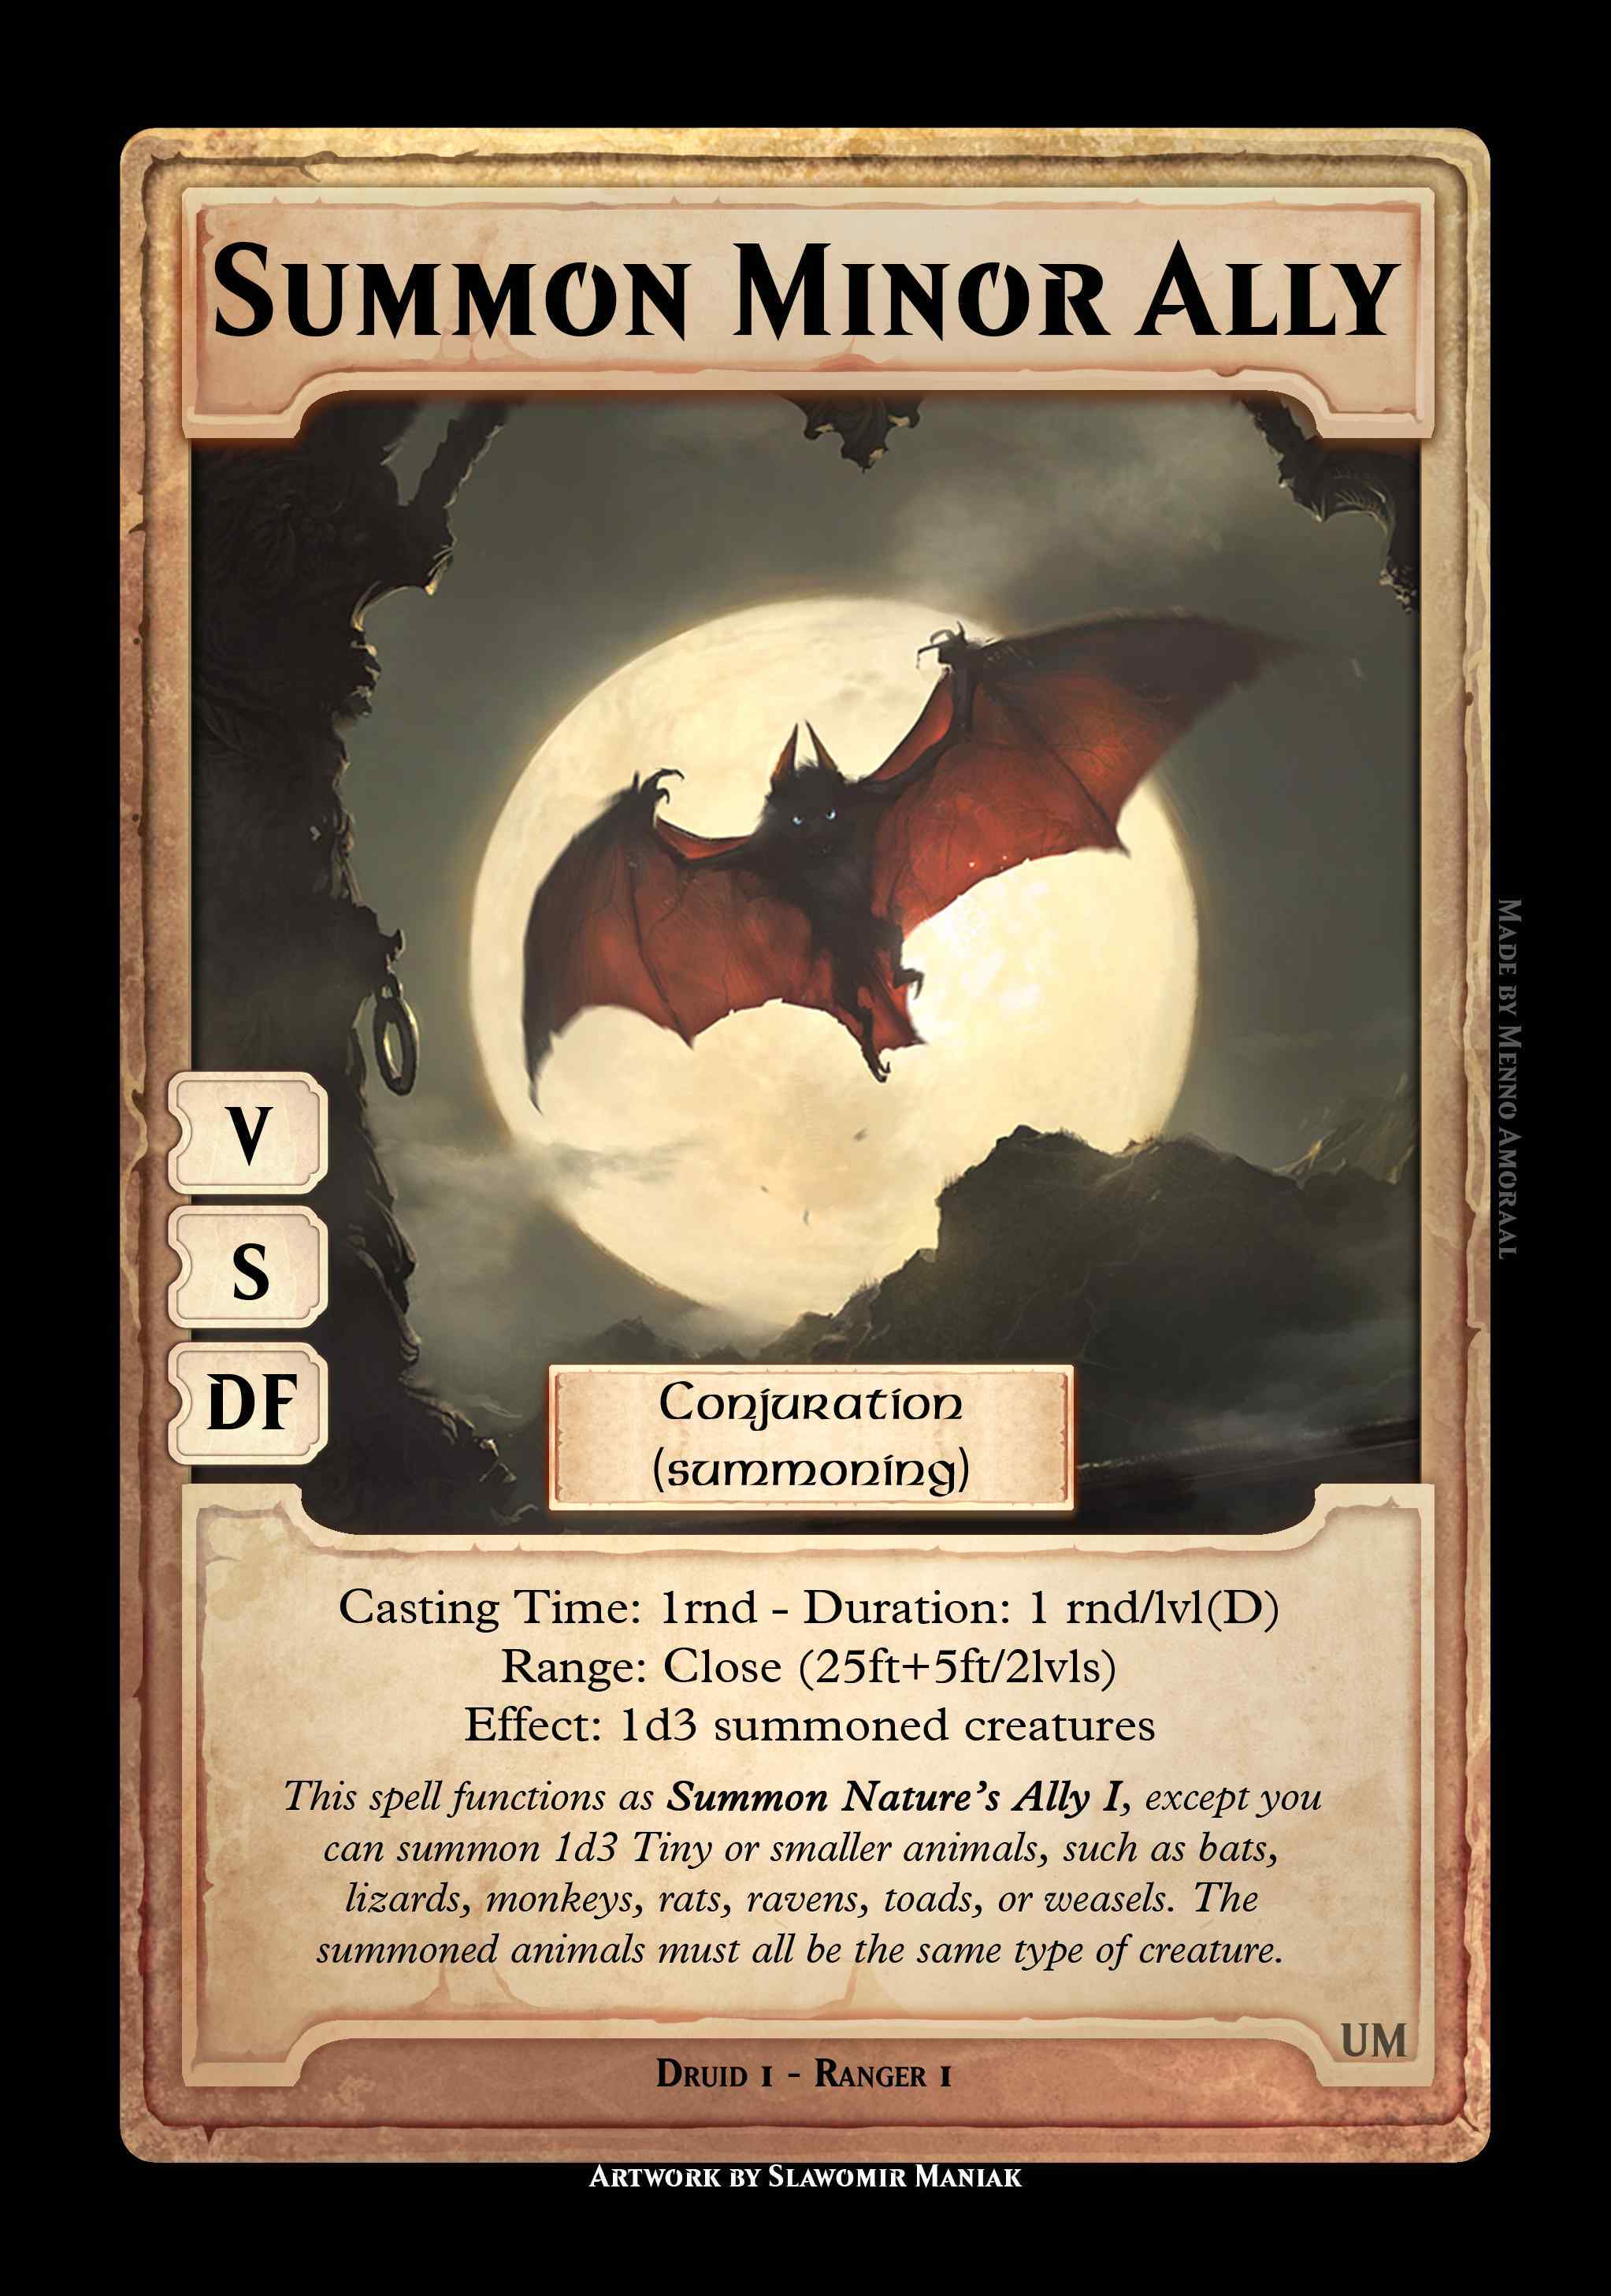 Summon Minor Ally
V
S
DF
Conjuration
(summoning)
Casting Time: 1rnd - Duration: 1 rnd/lvl(D)
Range: Close (25ft+5ft/2lvls)
Effect: 1d3 summoned creatures
This spell functions as Summon Nature's Ally I, except you
can summon 1d3 Tiny or smaller animals, such as bats,
lizards, monkeys, rats, ravens, toads, or weasels. The
summoned animals must all be the same type of creature.
UM
Druid 1 - Ranger 1
Artwork by Slawomir Maniak
Made by Menno Amoraal